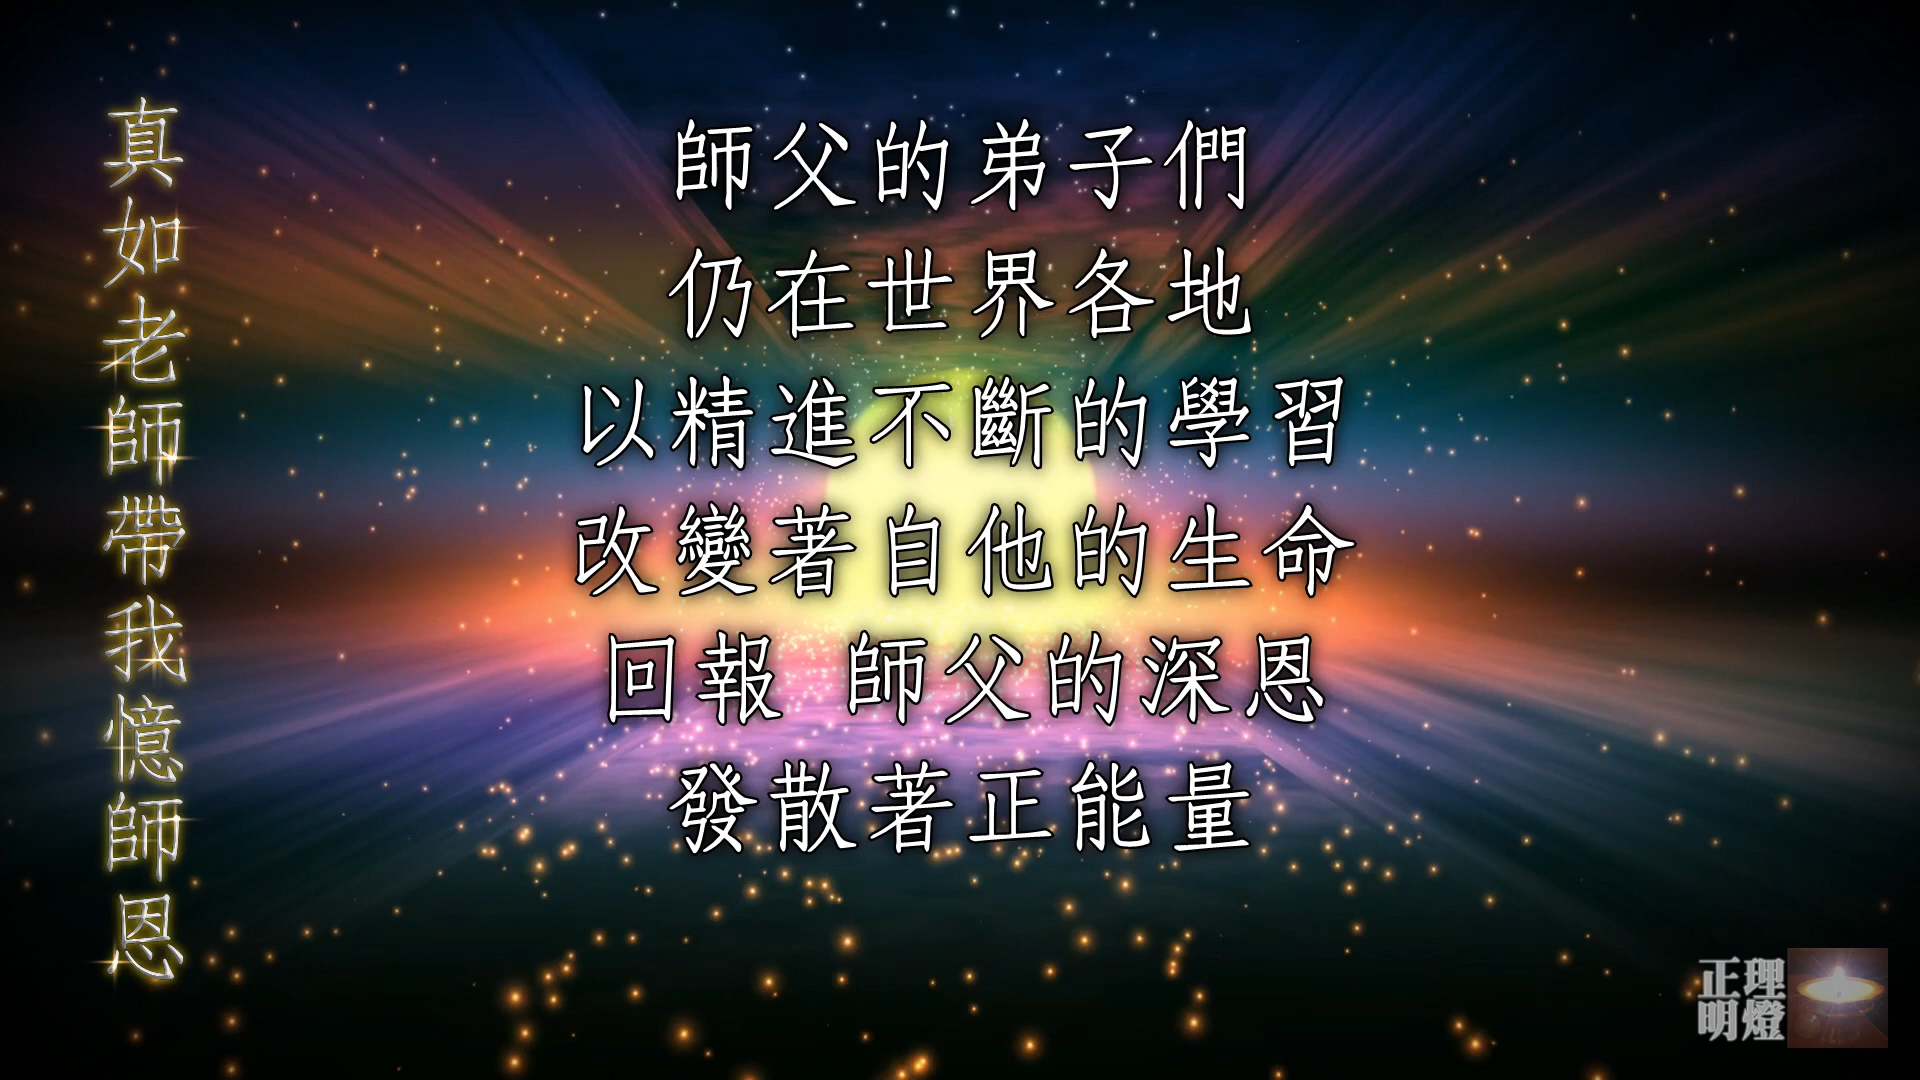 真如老師帶我憶師恩
師父的弟子們
仍在世界各地
以精進不斷的學習
改變著自他的生命
回報 師父的深恩
發散著正能量
正理
明燈